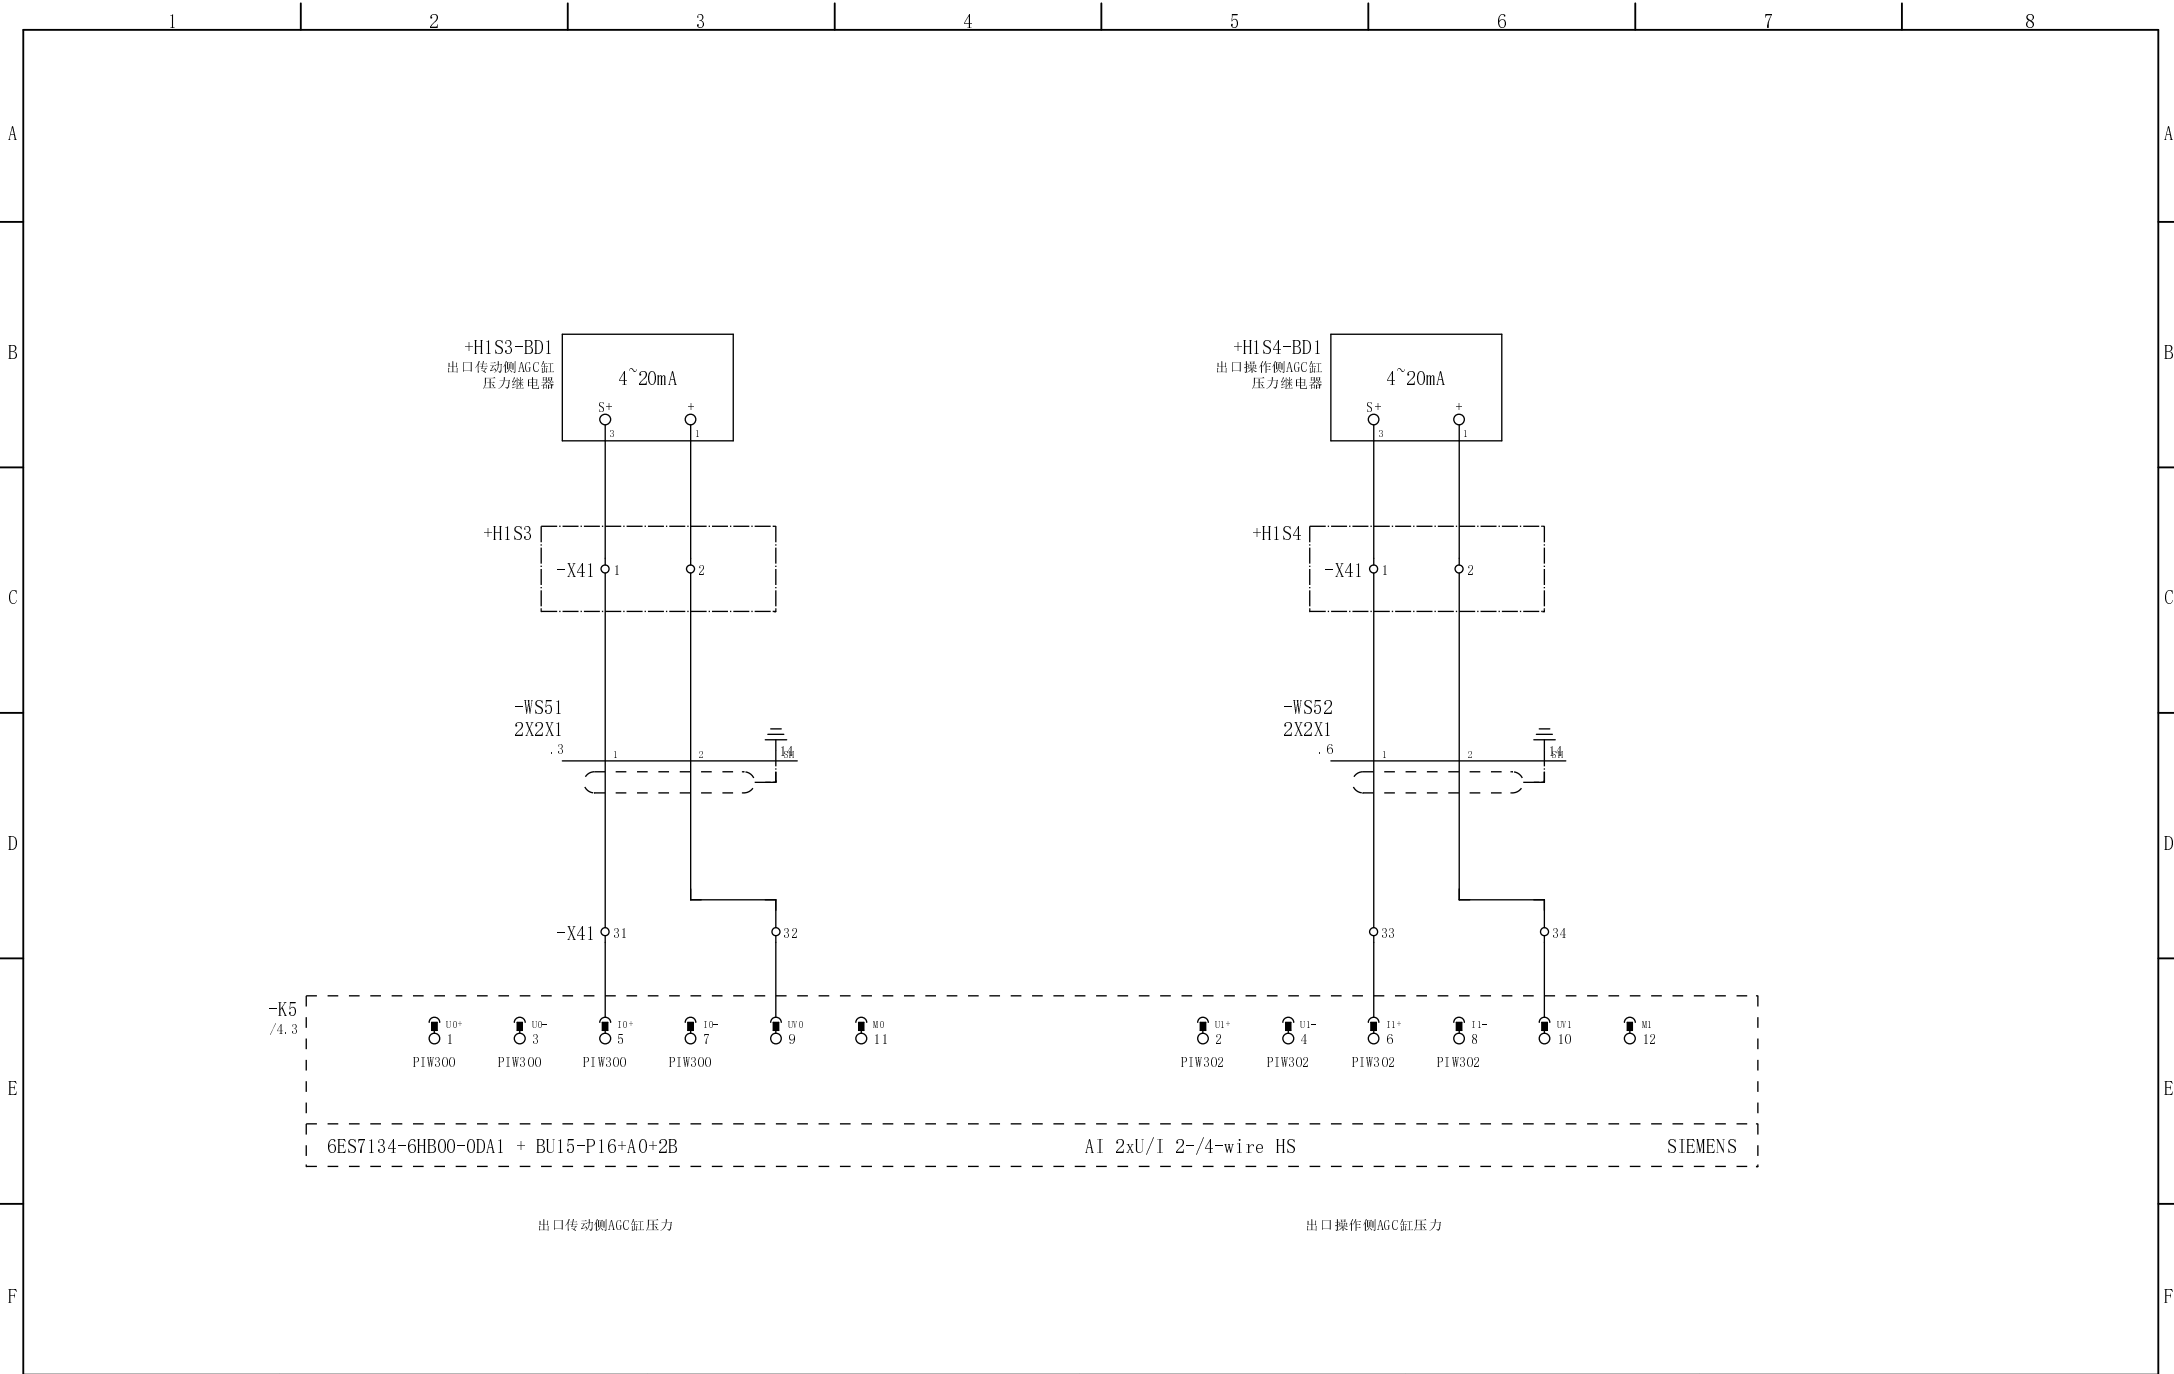 1 2 3 4 5 6 7 8
A A
B B
+H1S3-BD1
出口传动侧AGC缸
压力继电器
4~20mA
S+ +
3 1
+H1S4-BD1
出口操作侧AGC缸
压力继电器
4~20mA
S+ +
3 1
+H1S3
-X41 1 2
+H1S4
-X41 1 2
C C
-WS51
2X2X1
.3 1 2 14
-WS52
2X2X1
.6 1 2 14
D D
-X41 31 32 33 34
-K5
/4.3
U0+ U0- I0+ I0- UV0 M0 U1+ U1- I1+ I1- UV1 M1
1 3 5 7 9 11 2 4 6 8 10 12
PIW300 PIW300 PIW300 PIW300 PIW302 PIW302 PIW302 PIW302
E E
6ES7134-6HB00-0DA1 + BU15-P16+A0+2B AI 2xU/I 2-/4-wire HS SIEMENS
出口传动侧AGC缸压力 出口操作侧AGC缸压力
F F